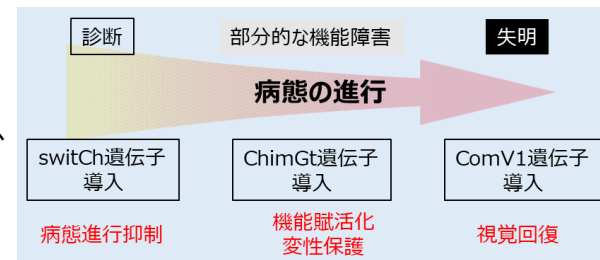 診断
部分的な機能障害
失明
病態の進行
、
switCh遺伝子
導入
ChimGt遺伝子
導入
ComV1遺伝子
導入
病態進行抑制
機能賦活化
変性保護
視覚回復